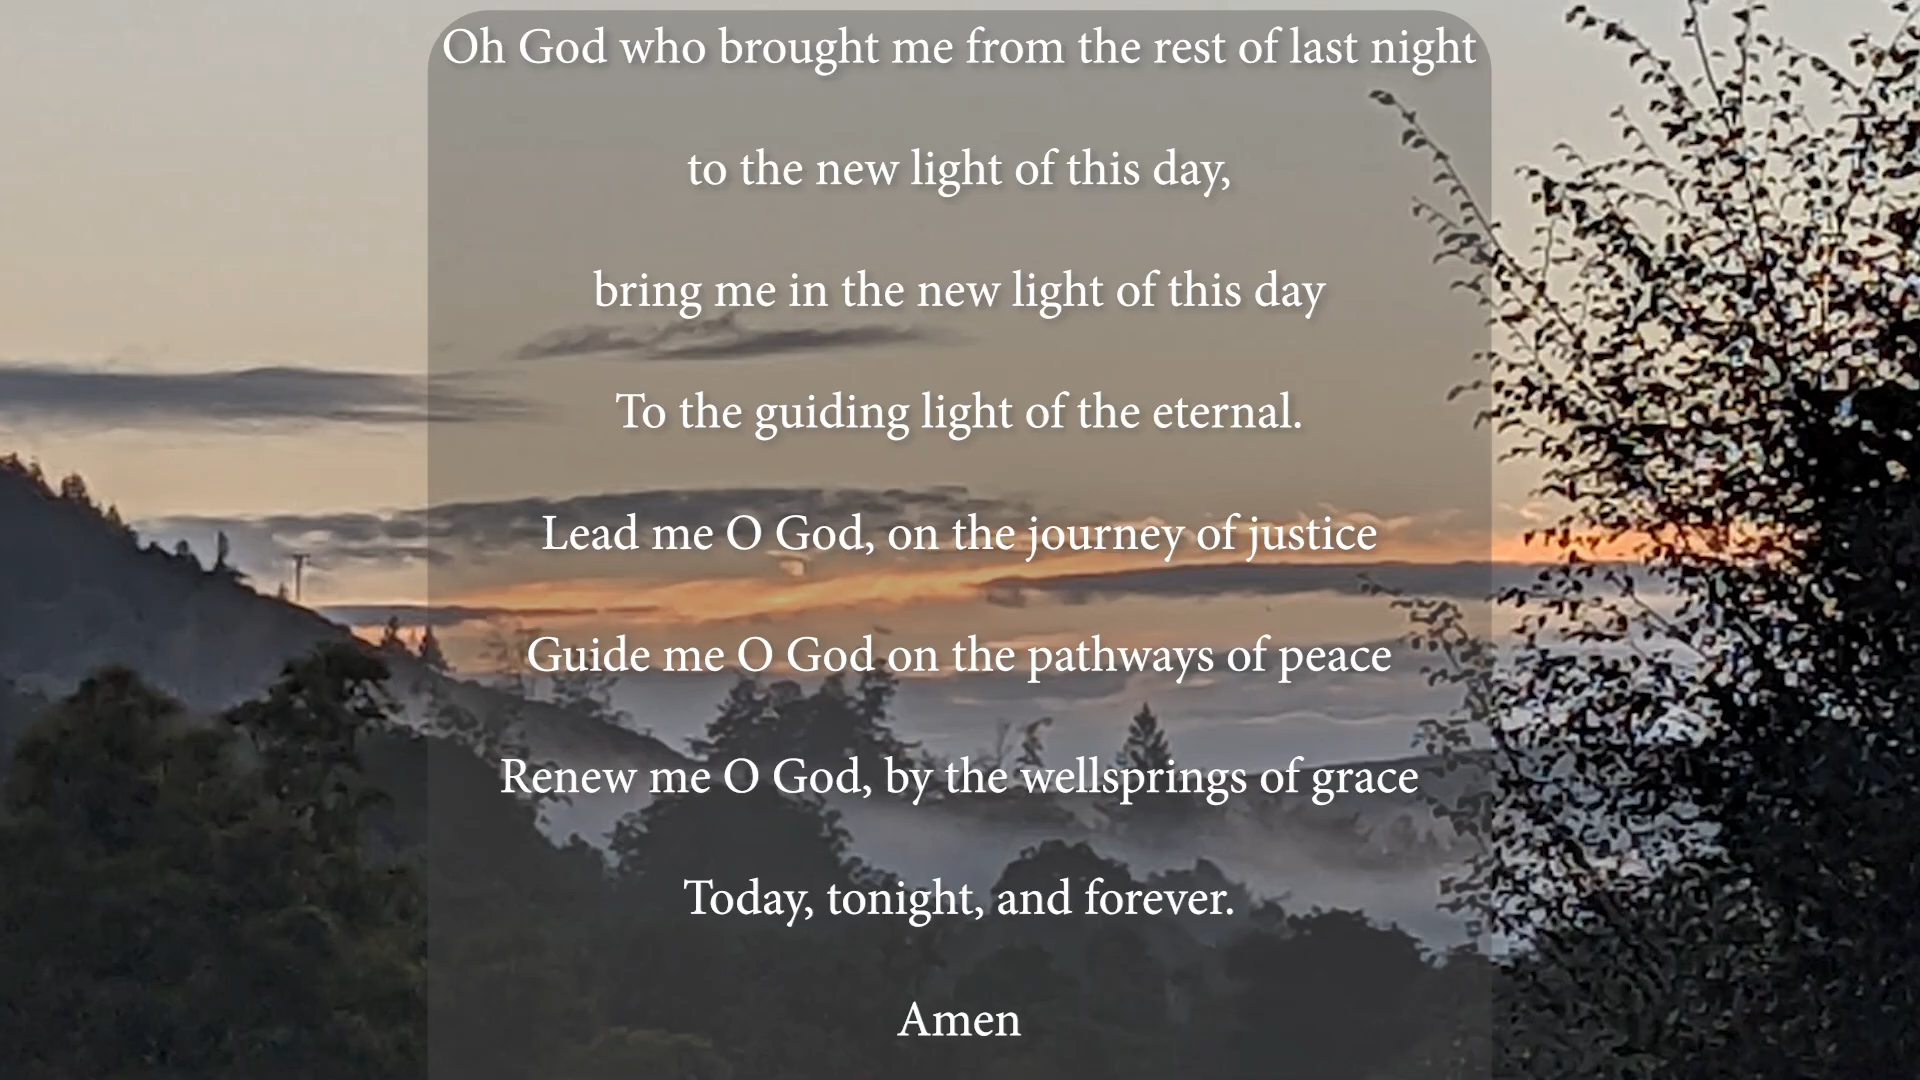 Oh God who brought me from the rest of last night
to the new light of this day,
bring me in the new light of this day
To the guiding light of the eternal.
Lead me O God, on the journey of justice
Guide me O God on the pathways of peace
Renew me O God, by the wellsprings of grace
Today, tonight, and forever.
Amen